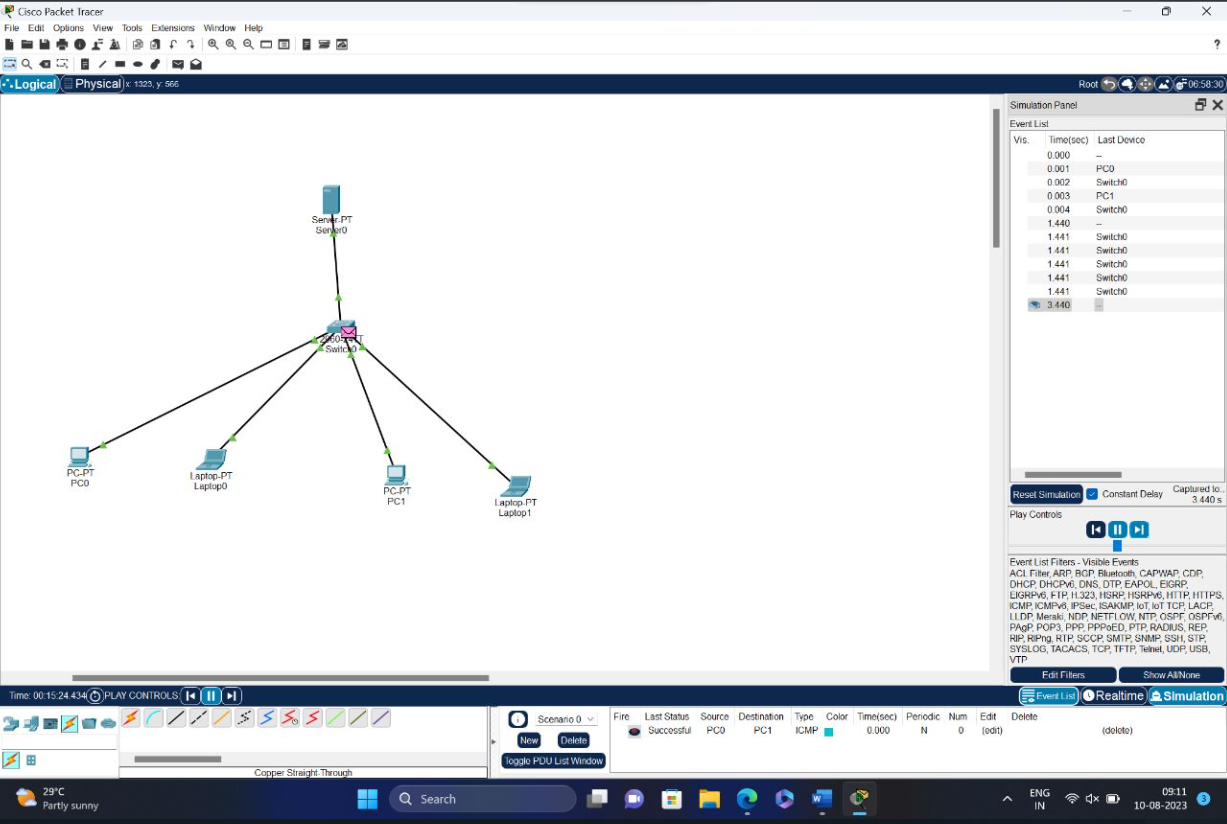 Cisco Packet Tracer
File Edit Options View Tools Extensions Window Help
?
Logical Physical x: 1323, y: 566 Root 06:58:30
Simulation Panel
Event List
Vis. Time(sec) Last Device
0.000 --
0.001 PC0
0.002 Switch0
0.003 PC1
0.004 Switch0
1.440 --
1.441 Switch0
1.441 Switch0
1.441 Switch0
1.441 Switch0
1.441 Switch0
3.440 --
Server-PT
Server0
Switch0
PC-PT
PC0
Laptop-PT
Laptop0
PC-PT
PC1
Laptop-PT
Laptop1
Reset Simulation Constant Delay Captured to..
3.440 s
Play Controls
Event List Filters - Visible Events
ACL Filter, ARP, BGP, Bluetooth, CAPWAP, CDP,
DHCP, DHCPv6, DNS, DTP, EAPOL, EIGRP,
EIGRPv6, FTP, H.323, HSRP, HSRPv6, HTTP, HTTPS,
ICMP, ICMPv6, IPSec, ISAKMP, IoT, IoT TCP, LACP,
LLDP, Meraki, NDP, NETFLOW, NTP, OSPF, OSPFv6,
PAgP, POP3, PPP, PPPoED, PTP, RADIUS, REP,
RIP, RIPng, RTP, SCCP, SMTP, SNMP, SSH, STP,
SYSLOG, TACACS, TCP, TFTP, Telnet, UDP, USB,
VTP
Edit Filters Show All/None
Time: 00:15:24.434 PLAY CONTROLS: Event List Realtime Simulation
Scenario 0
New Delete
Toggle PDU List Window
Fire Last Status Source Destination Type Color Time(sec) Periodic Num Edit Delete
Successful PC0 PC1 ICMP 0.000 N 0 (edit) (delete)
Copper Straight-Through
29°C
Partly sunny
Search
ENG
IN
09:11
10-08-2023
3